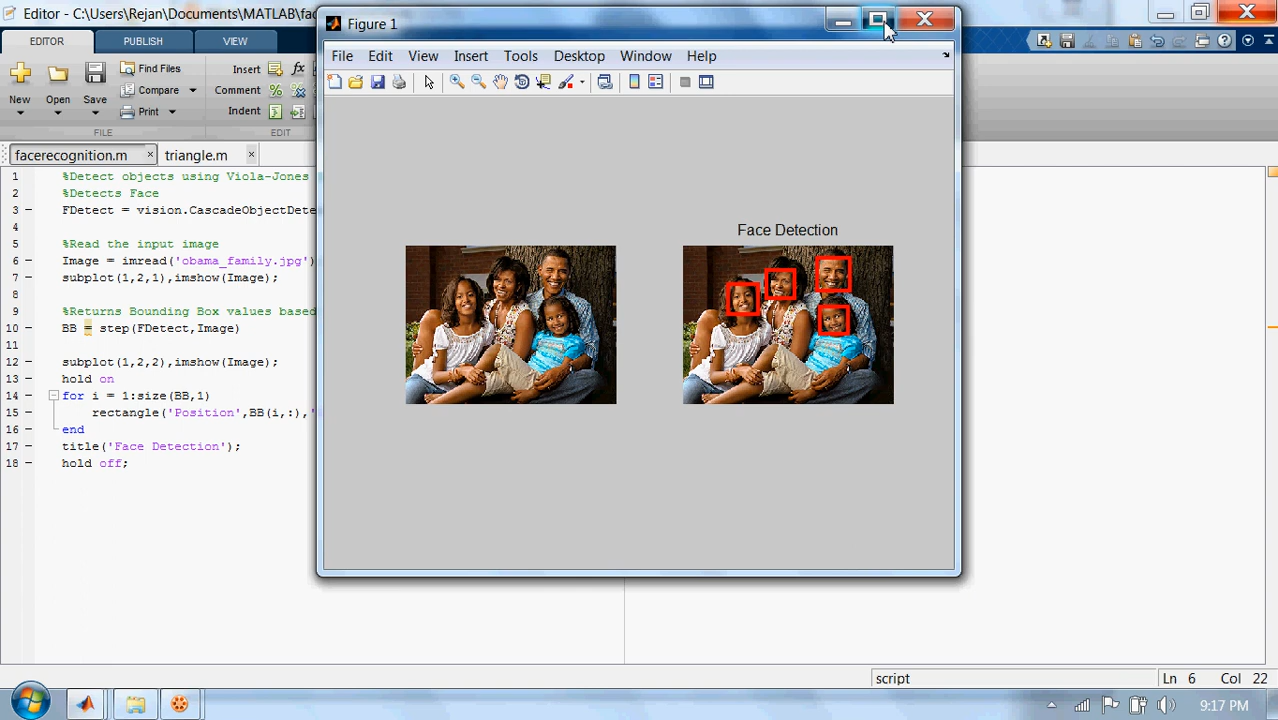 Editor - C:\Users\Rejan\Documents\MATLAB\fac
Figure 1
EDITOR PUBLISH VIEW
File Edit View Insert Tools Desktop Window Help
New Open Save
Find Files
Compare
Print
Insert fx
Comment %
Indent
FILE EDIT
facerecognition.m triangle.m
1 %Detect objects using Viola-Jones
2 %Detects Face
3 FDetect = vision.CascadeObjectDete
4
5 %Read the input image
6 Image = imread('obama_family.jpg')
7 subplot(1,2,1),imshow(Image);
8
9 %Returns Bounding Box values based
10 BB = step(FDetect,Image)
11
12 subplot(1,2,2),imshow(Image);
13 hold on
14 for i = 1:size(BB,1)
15 rectangle('Position',BB(i,:),'
16 end
17 title('Face Detection');
18 hold off;
Face Detection
script Ln 6 Col 22
9:17 PM